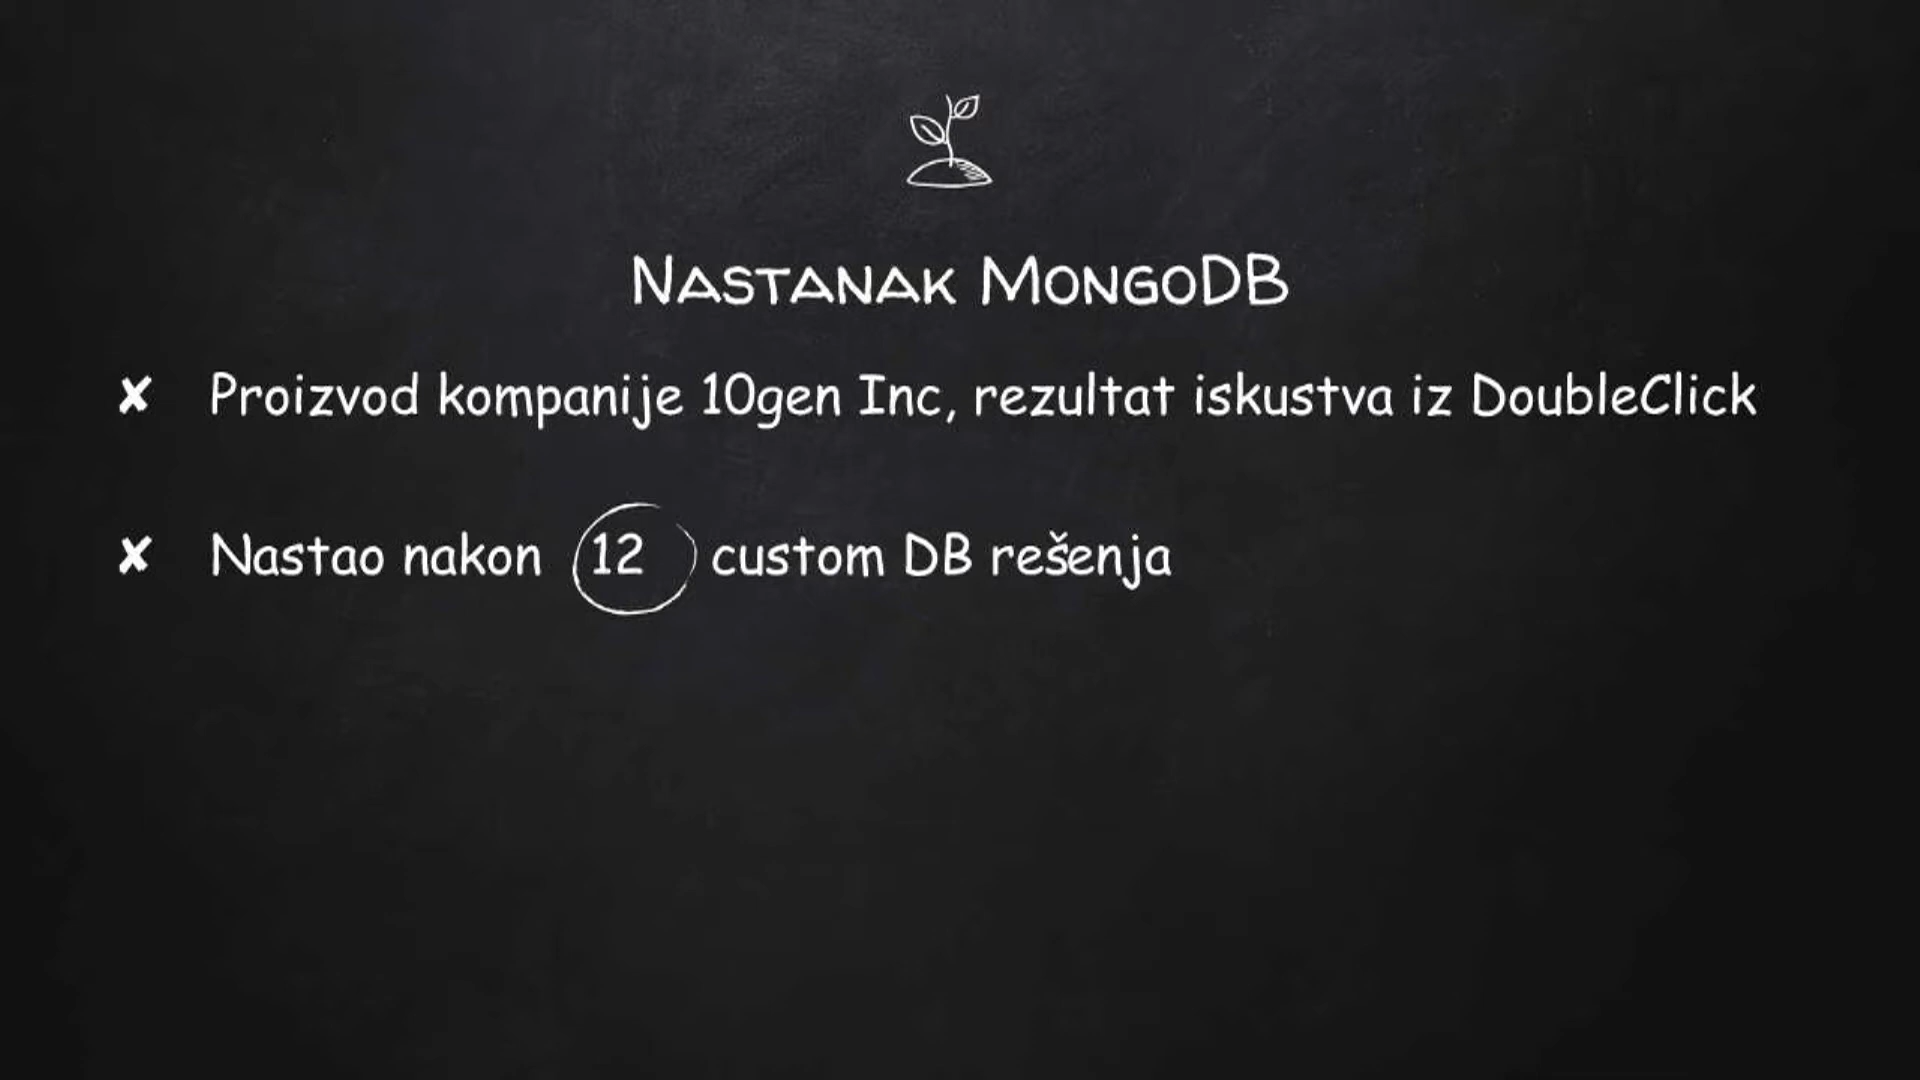 Nastanak MongoDB
✘ Proizvod kompanije 10gen Inc, rezultat iskustva iz DoubleClick
✘ Nastao nakon 12 custom DB rešenja